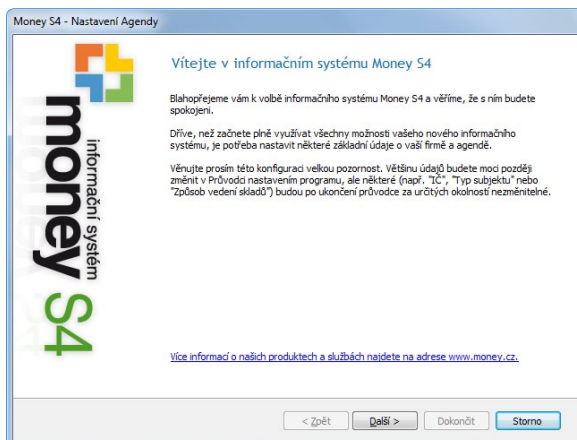 Money S4 - Nastavení Agendy
informační systém
money S4
Vítejte v informačním systému Money S4
Blahopřejeme vám k volbě informačního systému Money S4 a věříme, že s ním budete
spokojeni.
Dříve, než začnete plně využívat všechny možnosti vašeho nového informačního
systému, je potřeba nastavit některé základní údaje o vaší firmě a agendě.
Věnujte prosím této konfiguraci velkou pozornost. Většinu údajů budete moci později
změnit v Průvodci nastavením programu, ale některé (např. "IČ", "Typ subjektu" nebo
"Způsob vedení skladů") budou po ukončení průvodce za určitých okolností nezměnitelné.
Více informací o našich produktech a službách najdete na adrese www.money.cz.
< Zpět
Další >
Dokončit
Storno